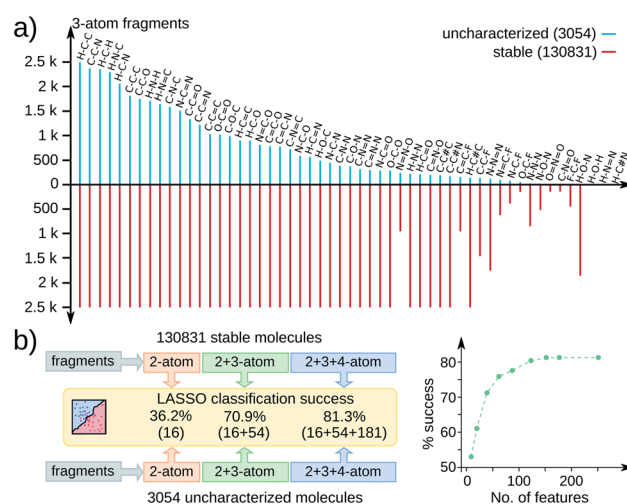 a)
3-atom fragments
uncharacterized (3054)
stable (130831)
H-C-C
H-C-H
H-C-N
C-C-C
C-C-O
H-N-H
H-N=C
C-N-C
N-C=N
C-C=O
C-C=N
O-C=O
C-O-C
H-C=C
H-C=O
C-C#C
C-C#N
C=C-F
H-C#C
C-C-F
N-N=N
N=C-F
O-C-F
N-O-N
O=N=O
C-N=O
F-C-F
H-O-N
H-O-H
H-N=N
H-C#N
2.5 k
2 k
1.5 k
1 k
500
0
500
1 k
1.5 k
2 k
2.5 k
b)
130831 stable molecules
fragments
2-atom
2+3-atom
2+3+4-atom
LASSO classification success
36.2%
70.9%
81.3%
(16)
(16+54)
(16+54+181)
fragments
2-atom
2+3-atom
2+3+4-atom
3054 uncharacterized molecules
% success
80
70
60
50
0
100
200
No. of features